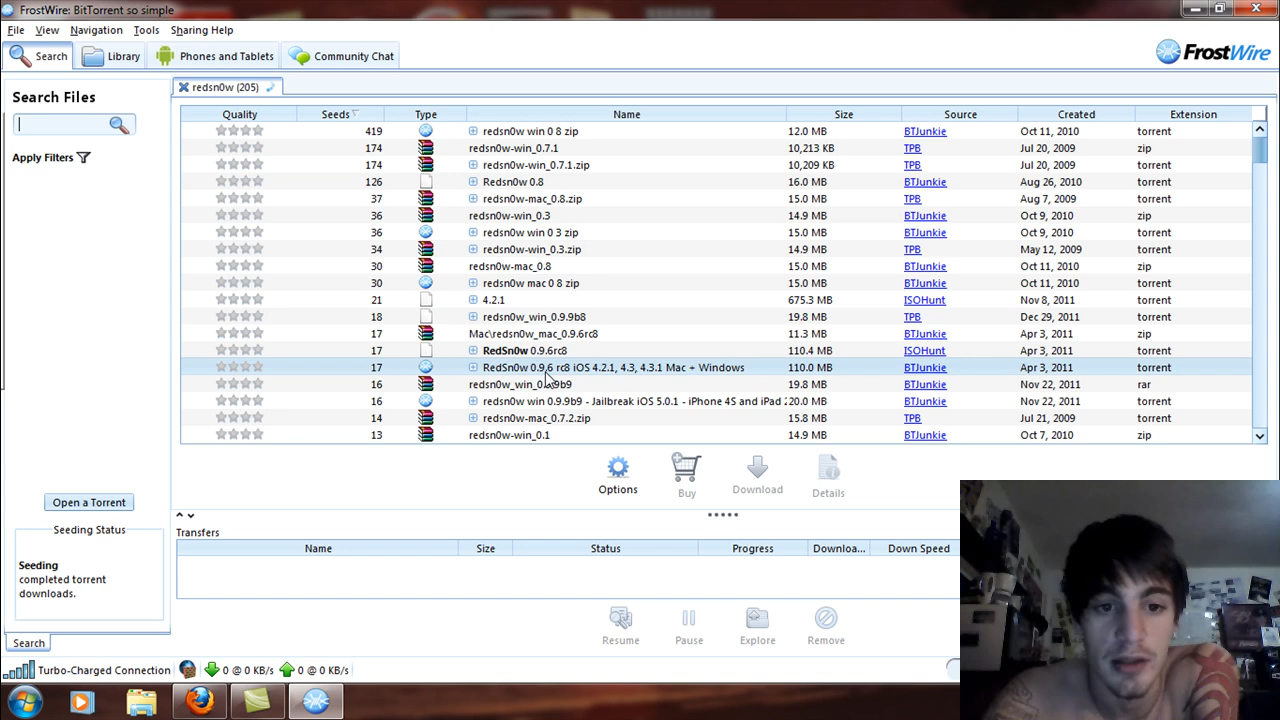 FrostWire: BitTorrent so simple
File View Navigation Tools Sharing Help
Search Library Phones and Tablets Community Chat FrostWire
Search Files
Apply Filters
Open a Torrent
Seeding Status
Seeding
completed torrent
downloads.
Search
redsn0w (205)
Quality Seeds Type Name Size Source Created Extension
419 redsn0w win 0 8 zip 12.0 MB BTJunkie Oct 11, 2010 torrent
174 redsn0w-win_0.7.1 10,213 KB TPB Jul 20, 2009 zip
174 redsn0w-win_0.7.1.zip 10,209 KB TPB Jul 20, 2009 torrent
126 Redsn0w 0.8 16.0 MB BTJunkie Aug 26, 2010 torrent
37 redsn0w-mac_0.8.zip 15.0 MB TPB Aug 7, 2009 torrent
36 redsn0w-win_0.3 14.9 MB BTJunkie Oct 9, 2010 zip
36 redsn0w win 0 3 zip 15.0 MB BTJunkie Oct 9, 2010 torrent
34 redsn0w-win_0.3.zip 14.9 MB TPB May 12, 2009 torrent
30 redsn0w-mac_0.8 15.0 MB BTJunkie Oct 11, 2010 zip
30 redsn0w mac 0 8 zip 15.0 MB BTJunkie Oct 11, 2010 torrent
21 4.2.1 675.3 MB ISOHunt Nov 8, 2011 torrent
18 redsn0w_win_0.9.9b8 19.8 MB TPB Dec 29, 2011 torrent
17 Mac\redsn0w_mac_0.9.6rc8 11.3 MB BTJunkie Apr 3, 2011 zip
17 RedSn0w 0.9.6rc8 110.4 MB ISOHunt Apr 3, 2011 torrent
17 RedSn0w 0.9.6 rc8 iOS 4.2.1, 4.3, 4.3.1 Mac + Windows 110.0 MB BTJunkie Apr 3, 2011 torrent
16 redsn0w_win_0.9.9b9 19.8 MB BTJunkie Nov 22, 2011 rar
16 redsn0w win 0.9.9b9 - Jailbreak iOS 5.0.1 - iPhone 4S and iPad 2 20.0 MB BTJunkie Nov 22, 2011 torrent
14 redsn0w-mac_0.7.2.zip 15.8 MB TPB Jul 21, 2009 torrent
13 redsn0w-win_0.1 14.9 MB BTJunkie Oct 7, 2010 zip
Options Buy Download Details
Transfers
Name Size Status Progress Downloa... Down Speed
Resume Pause Explore Remove
Turbo-Charged Connection 0 @ 0 KB/s 0 @ 0 KB/s